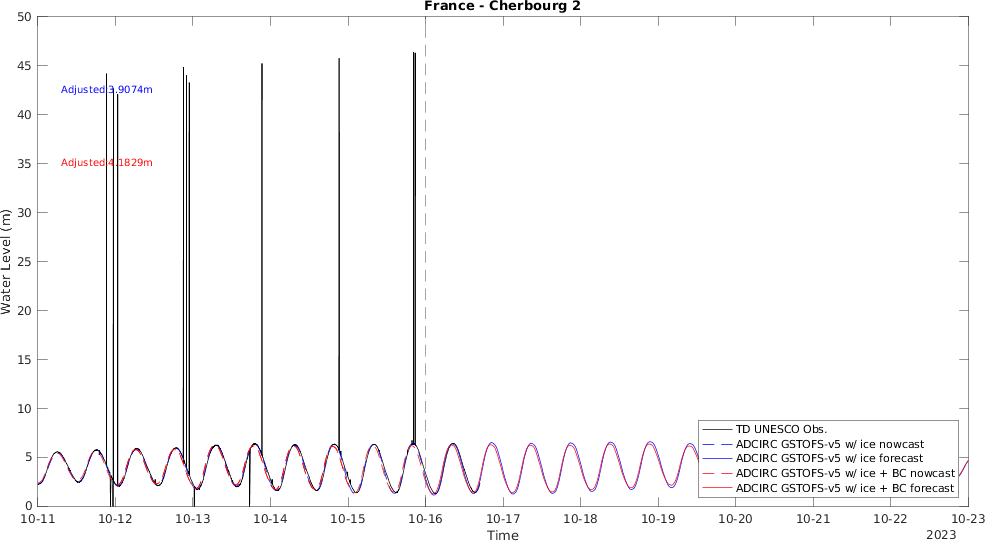 France - Cherbourg 2
50
45
40
35
30
25
20
15
10
5
0
Water Level (m)
Adjusted:3.9074m
Adjusted:4.1829m
TD UNESCO Obs.
ADCIRC GSTOFS-v5 w/ ice nowcast
ADCIRC GSTOFS-v5 w/ ice forecast
ADCIRC GSTOFS-v5 w/ ice + BC nowcast
ADCIRC GSTOFS-v5 w/ ice + BC forecast
10-11 10-12 10-13 10-14 10-15 10-16 10-17 10-18 10-19 10-20 10-21 10-22 10-23
Time
2023